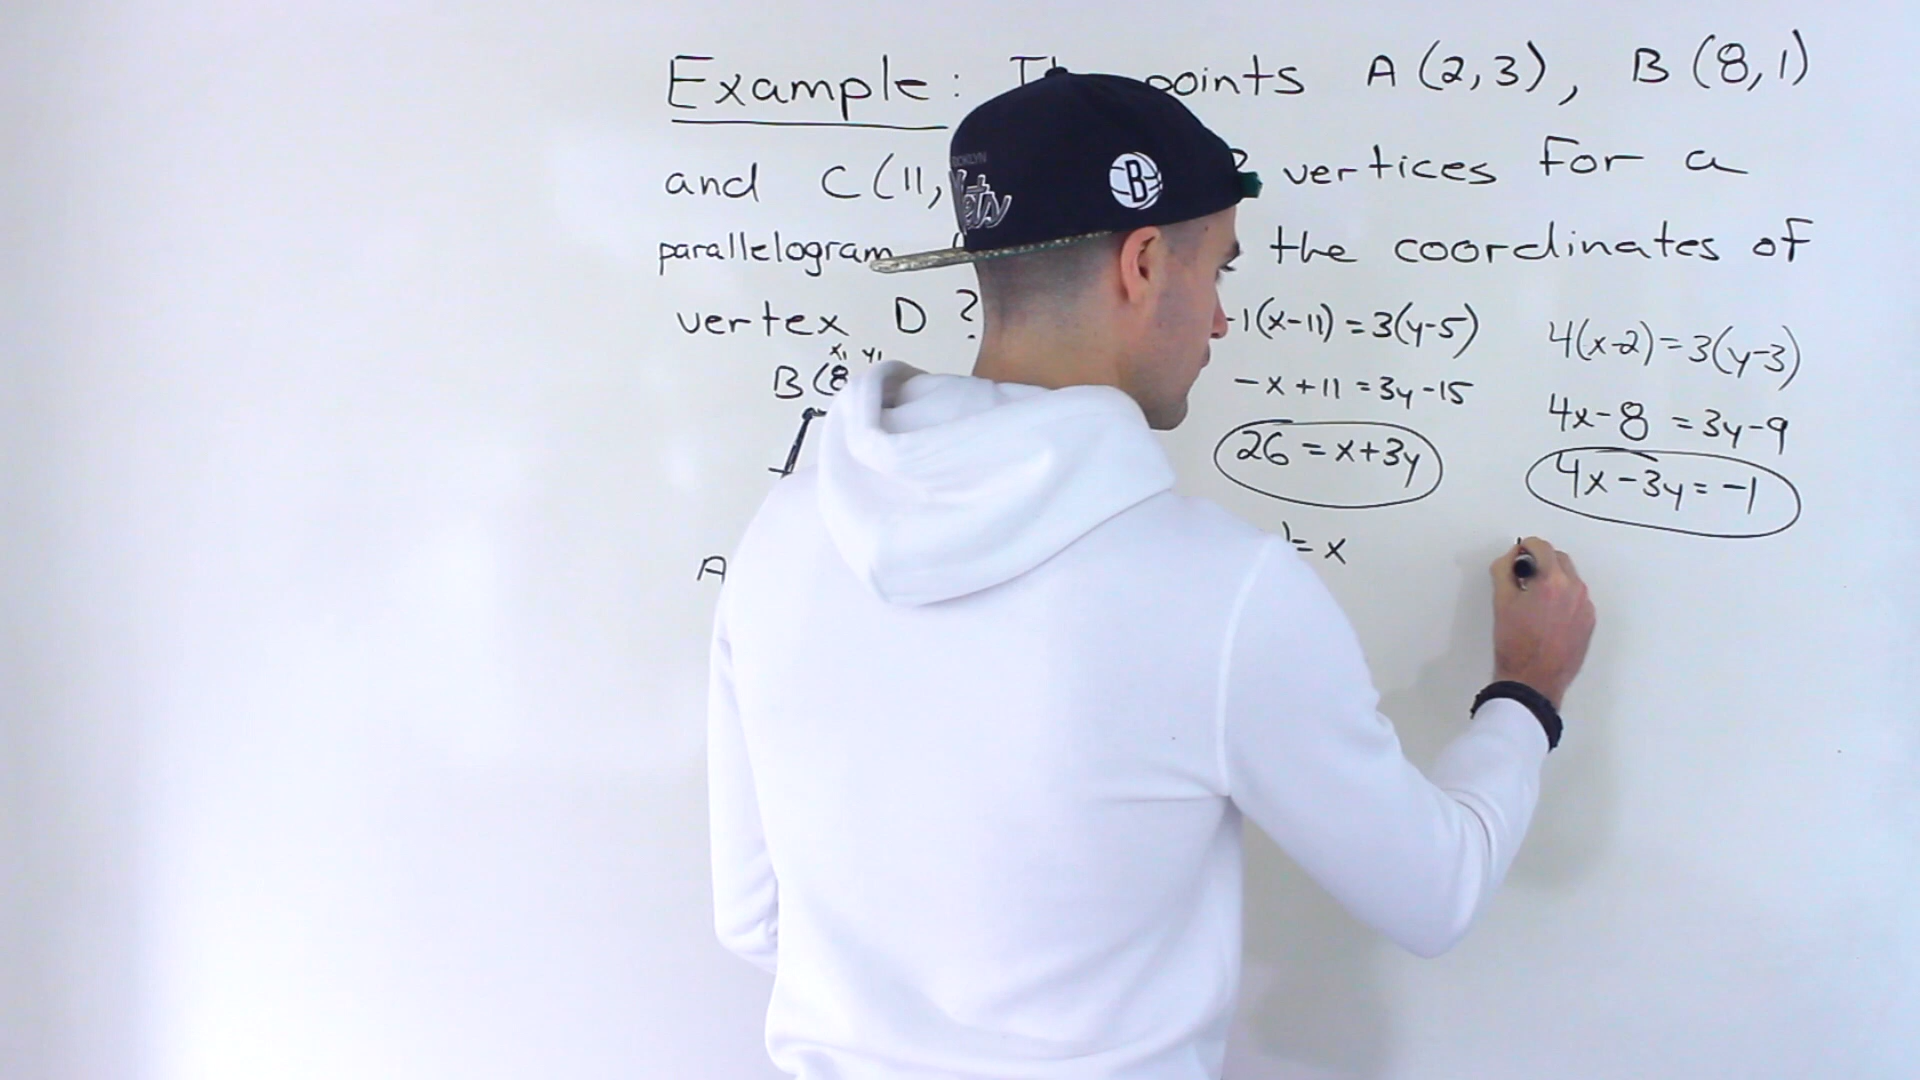 Example: points A (2,3), B (8,1)
and C (11, vertices for a
parallelogram the coordinates of
vertex D ?
x₁ y₁
B (8
A
-1(x-11) = 3(y-5)
-x+11 = 3y-15
26 = x+3y
= x
4(x-2) = 3(y-3)
4x-8 = 3y-9
4x-3y = -1
Nets
B